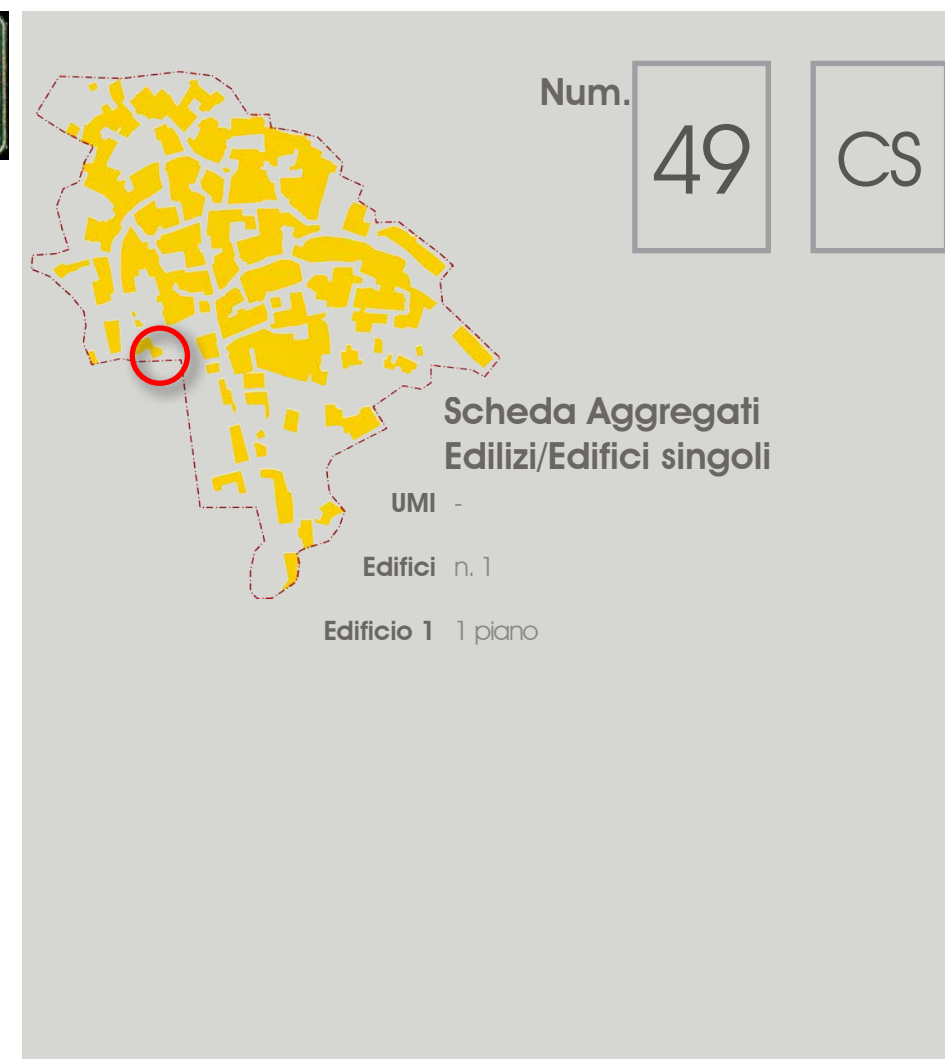 Num.
49
CS
Scheda Aggregati
Edilizi/Edifici singoli
UMI -
Edifici n. 1
Edificio 1 1 piano